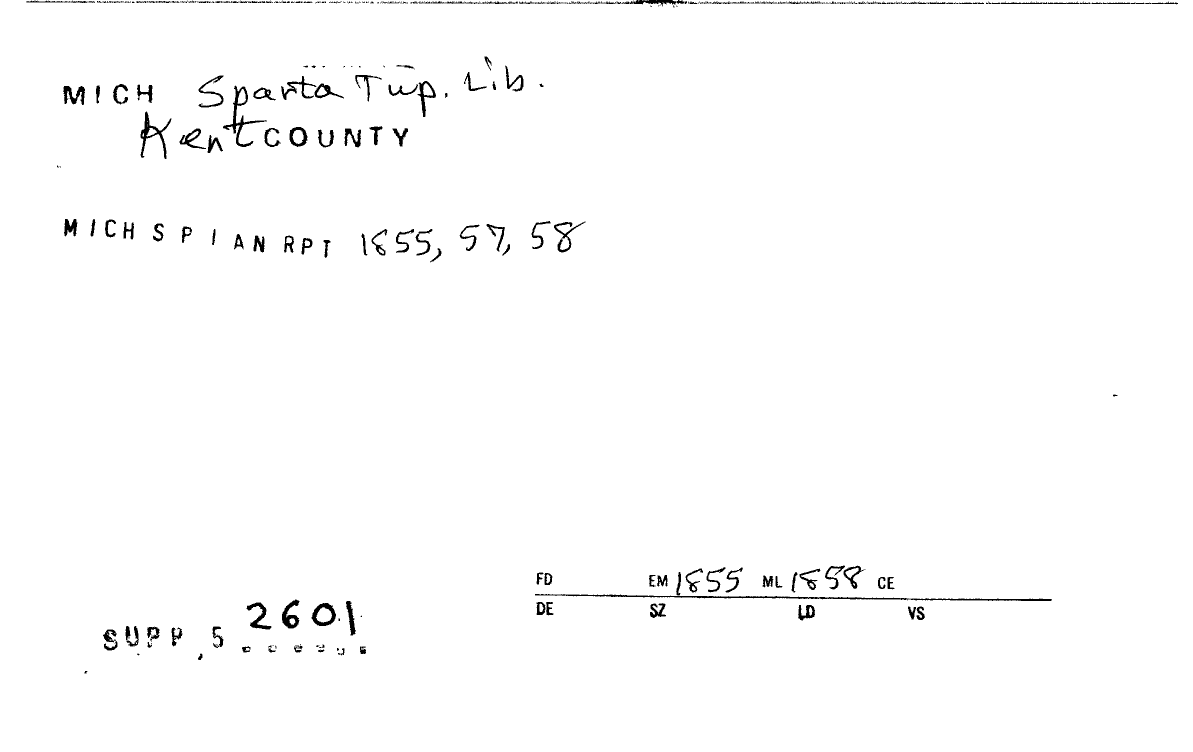 MICH Sparta Twp. Lib.
Kent COUNTY
MICH S P I AN RPT 1855, 57, 58
FD EM 1855 ML 1858 CE
DE SZ LD VS
SUPP, 5 2601